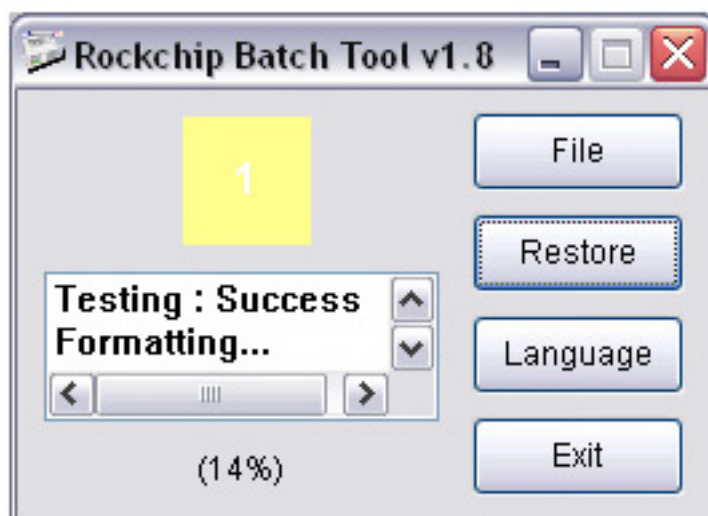 Rockchip Batch Tool v1.8
1
File
Restore
Testing : Success
Formatting...
Language
(14%)
Exit